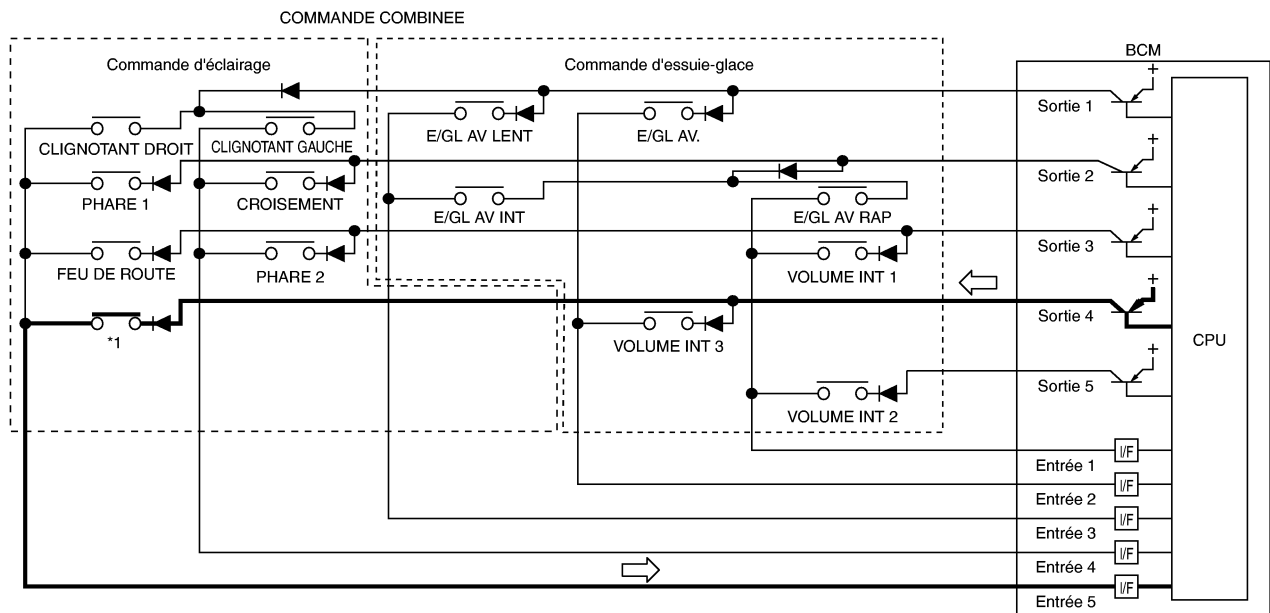 COMMANDE COMBINEE
BCM
Commande d'éclairage
Commande d'essuie-glace
+
Sortie 1
CLIGNOTANT DROIT
CLIGNOTANT GAUCHE
E/GL AV LENT
E/GL AV.
+
Sortie 2
PHARE 1
CROISEMENT
E/GL AV INT
E/GL AV RAP
+
Sortie 3
FEU DE ROUTE
PHARE 2
VOLUME INT 1
+
Sortie 4
*1
VOLUME INT 3
CPU
+
Sortie 5
VOLUME INT 2
I/F
Entrée 1
I/F
Entrée 2
I/F
Entrée 3
I/F
Entrée 4
I/F
Entrée 5